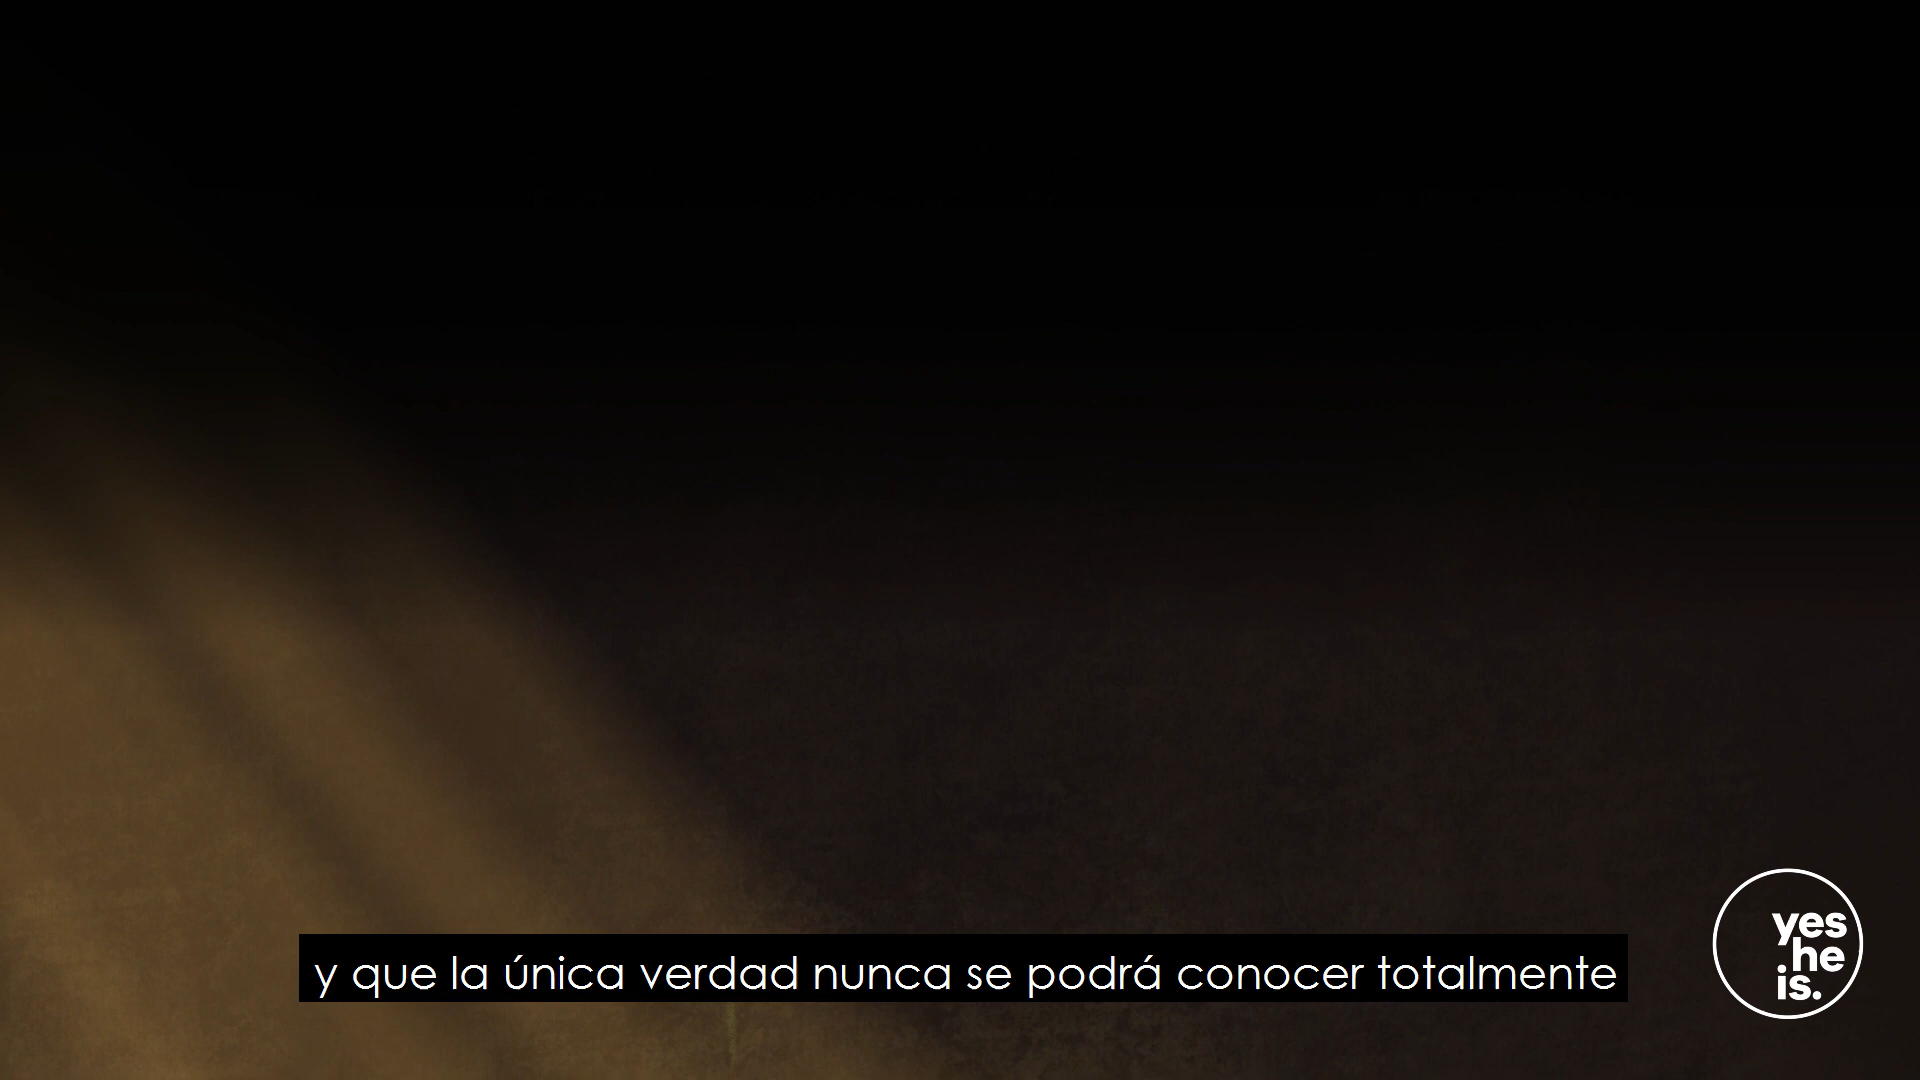 y que la única verdad nunca se podrá conocer totalmente
yes
he
is.